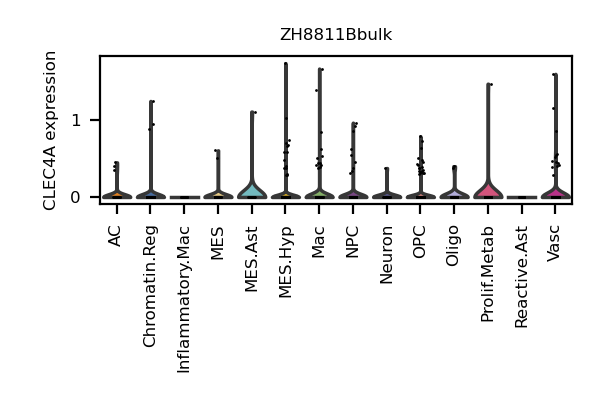 ZH8811Bbulk
CLEC4A expression
1
0
AC
Chromatin.Reg
Inflammatory.Mac
MES
MES.Ast
MES.Hyp
Mac
NPC
Neuron
OPC
Oligo
Prolif.Metab
Reactive.Ast
Vasc